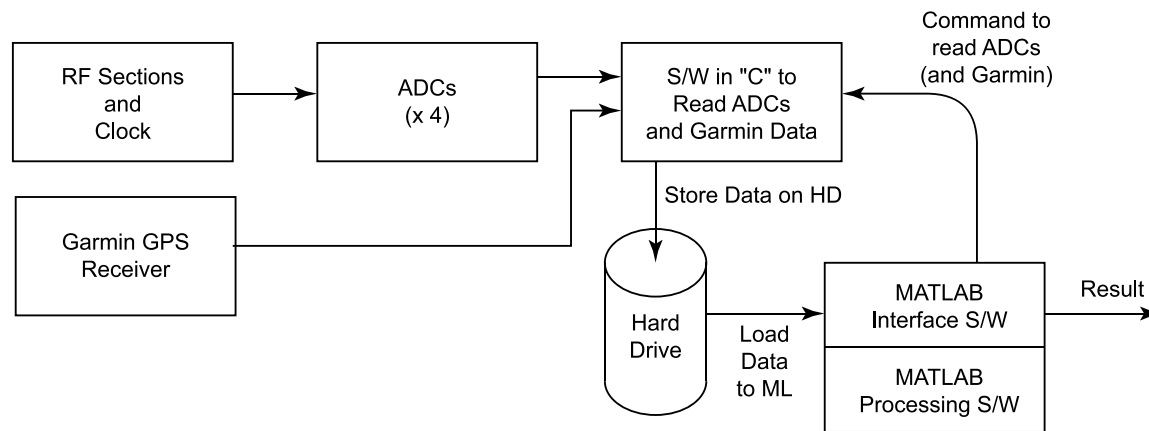 RF Sections
and
Clock
ADCs
(x 4)
S/W in "C" to
Read ADCs
and Garmin Data
Command to
read ADCs
(and Garmin)
Garmin GPS
Receiver
Store Data on HD
Hard
Drive
Load
Data
to ML
MATLAB
Interface S/W
MATLAB
Processing S/W
Result